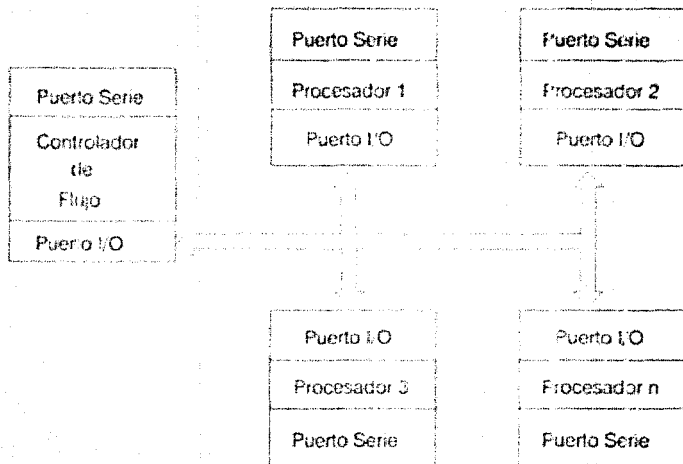 Puerto Serie
Controlador
de
Flujo
Puerto I/O
Puerto Serie
Procesador 1
Puerto I/O
Puerto Serie
Procesador 2
Puerto I/O
Puerto I/O
Procesador 3
Puerto Serie
Puerto I/O
Procesador n
Puerto Serie